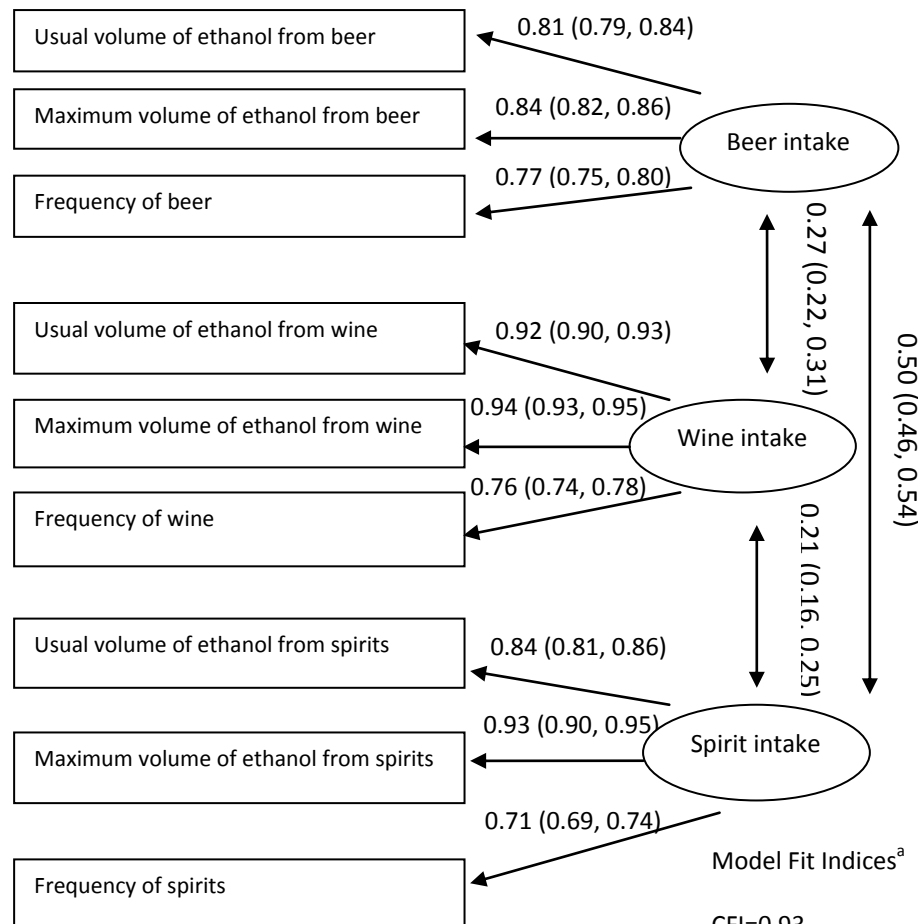 Usual volume of ethanol from beer
0.81 (0.79, 0.84)
Maximum volume of ethanol from beer
0.84 (0.82, 0.86)
Beer intake
Frequency of beer
0.77 (0.75, 0.80)
0.27 (0.22, 0.31)
0.50 (0.46, 0.54)
Usual volume of ethanol from wine
0.92 (0.90, 0.93)
Maximum volume of ethanol from wine
0.94 (0.93, 0.95)
Wine intake
Frequency of wine
0.76 (0.74, 0.78)
0.21 (0.16. 0.25)
Usual volume of ethanol from spirits
0.84 (0.81, 0.86)
Maximum volume of ethanol from spirits
0.93 (0.90, 0.95)
Spirit intake
0.71 (0.69, 0.74)
Frequency of spirits
Model Fit Indicesᵃ
CFI=0.93